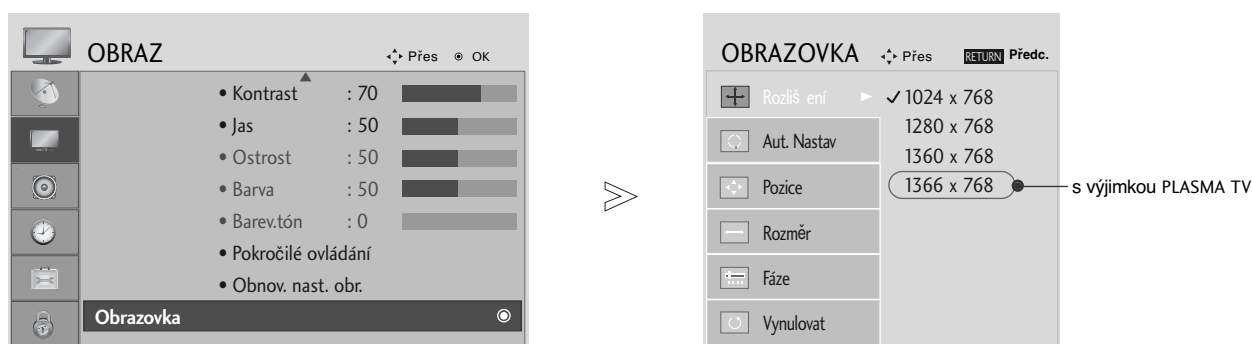 OBRAZ
Přes OK
• Kontrast : 70
• Jas : 50
• Ostrost : 50
• Barva : 50
• Barev.tón : 0
• Pokročilé ovládání
• Obnov. nast. obr.
Obrazovka
OBRAZOVKA Přes RETURN Předc.
Rozliš ení ► ✓ 1024 x 768
1280 x 768
Aut. Nastav
1360 x 768
Pozice 1366 x 768 s výjimkou PLASMA TV
Rozměr
Fáze
Vynulovat